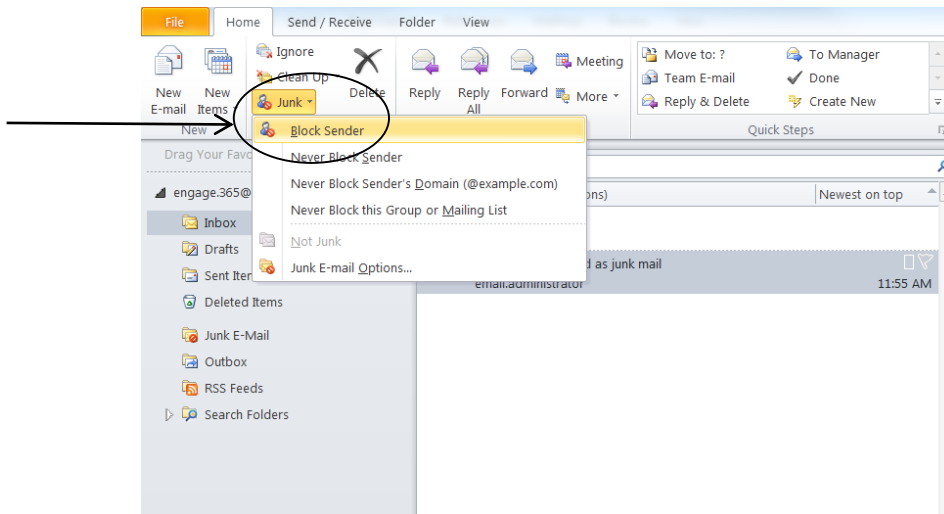 File Home Send / Receive Folder View
Ignore
Clean Up
Junk
New E-mail
New Items
Delete
Reply
Reply All
Forward
Meeting
More
Move to: ?
Team E-mail
Reply & Delete
To Manager
Done
Create New
New
Quick Steps
Block Sender
Never Block Sender
Never Block Sender's Domain (@example.com)
Never Block this Group or Mailing List
Not Junk
Junk E-mail Options...
Drag Your Favo
engage.365@
Inbox
Drafts
Sent Iter
Deleted Items
Junk E-Mail
Outbox
RSS Feeds
Search Folders
ons)
Newest on top
d as junk mail
email.administrator
11:55 AM